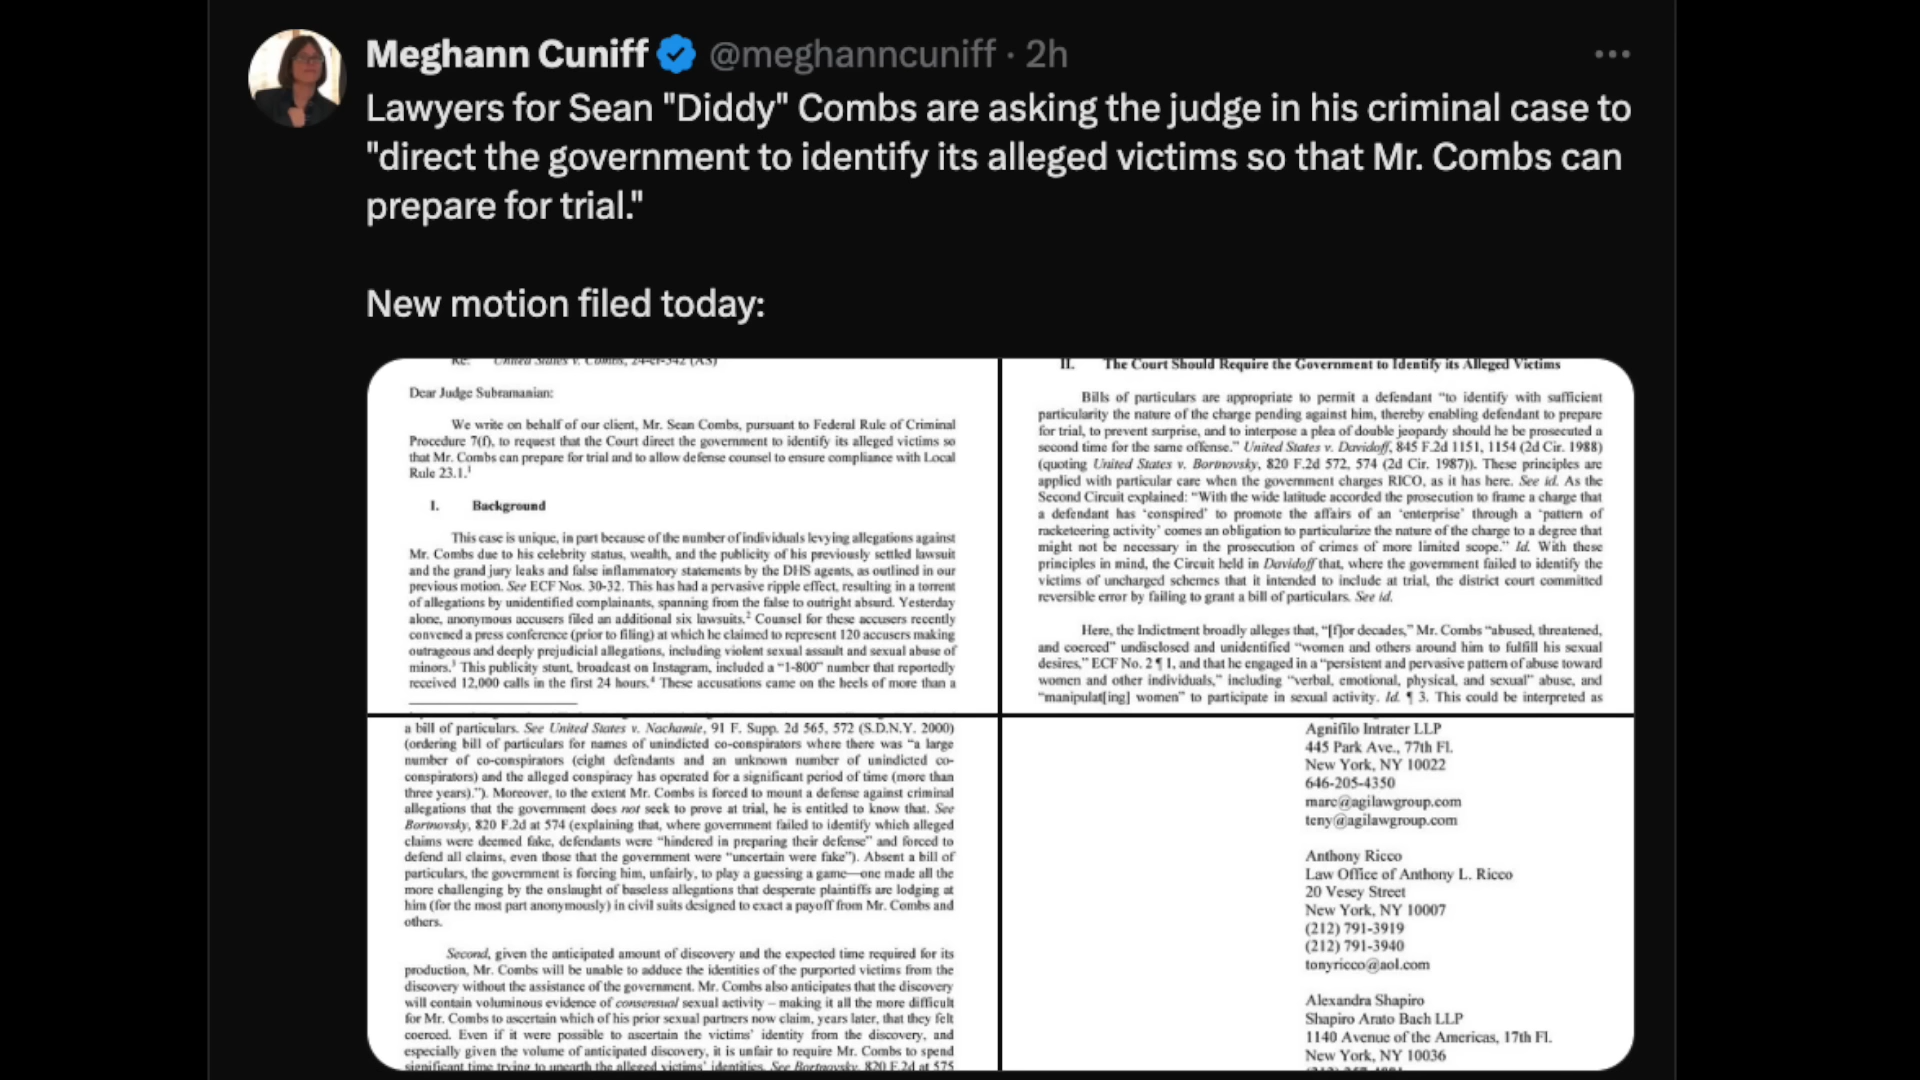 Meghann Cuniff @meghanncuniff · 2h
Lawyers for Sean "Diddy" Combs are asking the judge in his criminal case to
"direct the government to identify its alleged victims so that Mr. Combs can
prepare for trial."
New motion filed today:
Re: United States v. Combs, 24-cr-542 (AS)
Dear Judge Subramanian:
We write on behalf of our client, Mr. Sean Combs, pursuant to Federal Rule of Criminal
Procedure 7(f), to request that the Court direct the government to identify its alleged victims so
that Mr. Combs can prepare for trial and to allow defense counsel to ensure compliance with Local
Rule 23.1.¹
I. Background
This case is unique, in part because of the number of individuals levying allegations against
Mr. Combs due to his celebrity status, wealth, and the publicity of his previously settled lawsuit
and the grand jury leaks and false inflammatory statements by the DHS agents, as outlined in our
previous motion. See ECF Nos. 30-32. This has had a pervasive ripple effect, resulting in a torrent
of allegations by unidentified complainants, spanning from the false to outright absurd. Yesterday
alone, anonymous accusers filed an additional six lawsuits.² Counsel for these accusers recently
convened a press conference (prior to filing) at which he claimed to represent 120 accusers making
outrageous and deeply prejudicial allegations, including violent sexual assault and sexual abuse of
minors.³ This publicity stunt, broadcast on Instagram, included a “1-800” number that reportedly
received 12,000 calls in the first 24 hours.⁴ These accusations came on the heels of more than a
II. The Court Should Require the Government to Identify its Alleged Victims
Bills of particulars are appropriate to permit a defendant “to identify with sufficient
particularity the nature of the charge pending against him, thereby enabling defendant to prepare
for trial, to prevent surprise, and to interpose a plea of double jeopardy should he be prosecuted a
second time for the same offense.” United States v. Davidoff, 845 F.2d 1151, 1154 (2d Cir. 1988)
(quoting United States v. Bortnovsky, 820 F.2d 572, 574 (2d Cir. 1987)). These principles are
applied with particular care when the government charges RICO, as it has here. See id. As the
Second Circuit explained: “With the wide latitude accorded the prosecution to frame a charge that
a defendant has ‘conspired’ to promote the affairs of an ‘enterprise’ through a ‘pattern of
racketeering activity’ comes an obligation to particularize the nature of the charge to a degree that
might not be necessary in the prosecution of crimes of more limited scope.” Id. With these
principles in mind, the Circuit held in Davidoff that, where the government failed to identify the
victims of uncharged schemes that it intended to include at trial, the district court committed
reversible error by failing to grant a bill of particulars. See id.
Here, the Indictment broadly alleges that, “[f]or decades,” Mr. Combs “abused, threatened,
and coerced” undisclosed and unidentified “women and others around him to fulfill his sexual
desires,” ECF No. 2 ¶ 1, and that he engaged in a “persistent and pervasive pattern of abuse toward
women and other individuals,” including “verbal, emotional, physical, and sexual” abuse, and
“manipulat[ing] women” to participate in sexual activity. Id. ¶ 3. This could be interpreted as
a bill of particulars. See United States v. Nachamie, 91 F. Supp. 2d 565, 572 (S.D.N.Y. 2000)
(ordering bill of particulars for names of unindicted co-conspirators where there was “a large
number of co-conspirators (eight defendants and an unknown number of unindicted co-
conspirators) and the alleged conspiracy has operated for a significant period of time (more than
three years).”). Moreover, to the extent Mr. Combs is forced to mount a defense against criminal
allegations that the government does not seek to prove at trial, he is entitled to know that. See
Bortnovsky, 820 F.2d at 574 (explaining that, where government failed to identify which alleged
claims were deemed fake, defendants were “hindered in preparing their defense” and forced to
defend all claims, even those that the government were “uncertain were fake”). Absent a bill of
particulars, the government is forcing him, unfairly, to play a guessing a game—one made all the
more challenging by the onslaught of baseless allegations that desperate plaintiffs are lodging at
him (for the most part anonymously) in civil suits designed to exact a payoff from Mr. Combs and
others.
Second, given the anticipated amount of discovery and the expected time required for its
production, Mr. Combs will be unable to adduce the identities of the purported victims from the
discovery without the assistance of the government. Mr. Combs also anticipates that the discovery
will contain voluminous evidence of consensual sexual activity – making it all the more difficult
for Mr. Combs to ascertain which of his prior sexual partners now claim, years later, that they felt
coerced. Even if it were possible to ascertain the victims’ identity from the discovery, and
especially given the volume of anticipated discovery, it is unfair to require Mr. Combs to spend
significant time trying to unearth the alleged victims’ identities. See Bortnovsky, 820 F.2d at 575
Agnifilo Intrater LLP
445 Park Ave., 77th Fl.
New York, NY 10022
646-205-4350
marc@agilawgroup.com
teny@agilawgroup.com
Anthony Ricco
Law Office of Anthony L. Ricco
20 Vesey Street
New York, NY 10007
(212) 791-3919
(212) 791-3940
tonyricco@aol.com
Alexandra Shapiro
Shapiro Arato Bach LLP
1140 Avenue of the Americas, 17th Fl.
New York, NY 10036